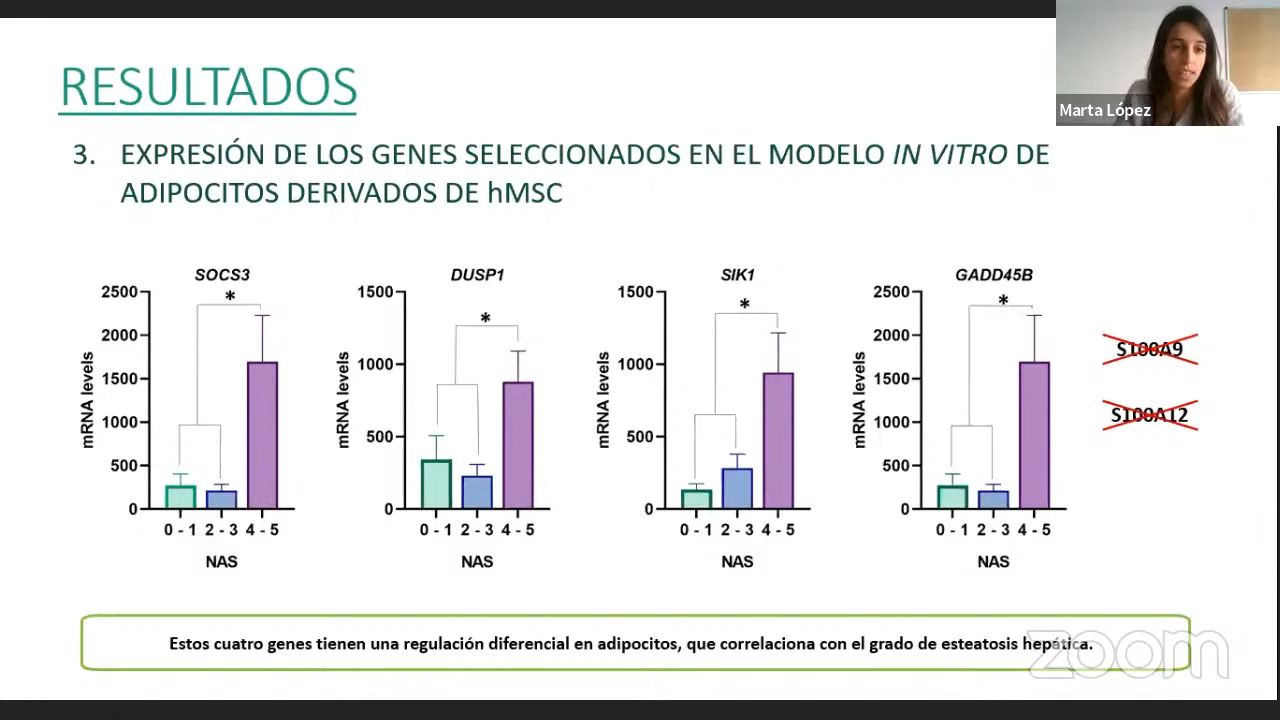 RESULTADOS
Marta López
3. EXPRESIÓN DE LOS GENES SELECCIONADOS EN EL MODELO IN VITRO DE
ADIPOCITOS DERIVADOS DE hMSC
SOCS3
*
mRNA levels
2500
2000
1500
1000
500
0
0 - 1 2 - 3 4 - 5
NAS
DUSP1
*
mRNA levels
1500
1000
500
0
0 - 1 2 - 3 4 - 5
NAS
SIK1
*
mRNA levels
1500
1000
500
0
0 - 1 2 - 3 4 - 5
NAS
GADD45B
*
mRNA levels
2500
2000
1500
1000
500
0
0 - 1 2 - 3 4 - 5
NAS
S100A9
S100A12
Estos cuatro genes tienen una regulación diferencial en adipocitos, que correlaciona con el grado de esteatosis hepática.
zoom